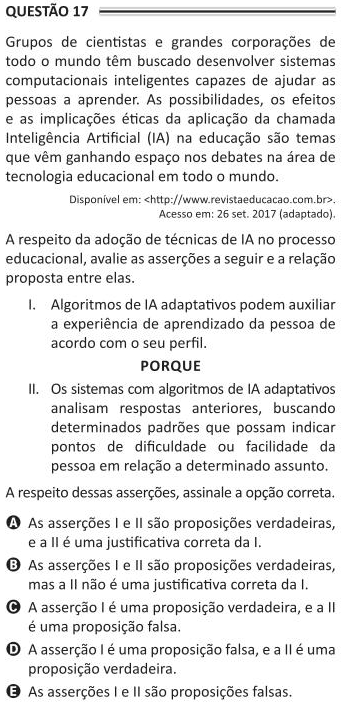 QUESTÃO 17
Grupos de cientistas e grandes corporações de
todo o mundo têm buscado desenvolver sistemas
computacionais inteligentes capazes de ajudar as
pessoas a aprender. As possibilidades, os efeitos
e as implicações éticas da aplicação da chamada
Inteligência Artificial (IA) na educação são temas
que vêm ganhando espaço nos debates na área de
tecnologia educacional em todo o mundo.
Disponível em: <http://www.revistaeducacao.com.br>.
Acesso em: 26 set. 2017 (adaptado).
A respeito da adoção de técnicas de IA no processo
educacional, avalie as asserções a seguir e a relação
proposta entre elas.
I. Algoritmos de IA adaptativos podem auxiliar
a experiência de aprendizado da pessoa de
acordo com o seu perfil.
PORQUE
II. Os sistemas com algoritmos de IA adaptativos
analisam respostas anteriores, buscando
determinados padrões que possam indicar
pontos de dificuldade ou facilidade da
pessoa em relação a determinado assunto.
A respeito dessas asserções, assinale a opção correta.
A As asserções I e II são proposições verdadeiras,
e a II é uma justificativa correta da I.
B As asserções I e II são proposições verdadeiras,
mas a II não é uma justificativa correta da I.
C A asserção I é uma proposição verdadeira, e a II
é uma proposição falsa.
D A asserção I é uma proposição falsa, e a II é uma
proposição verdadeira.
E As asserções I e II são proposições falsas.